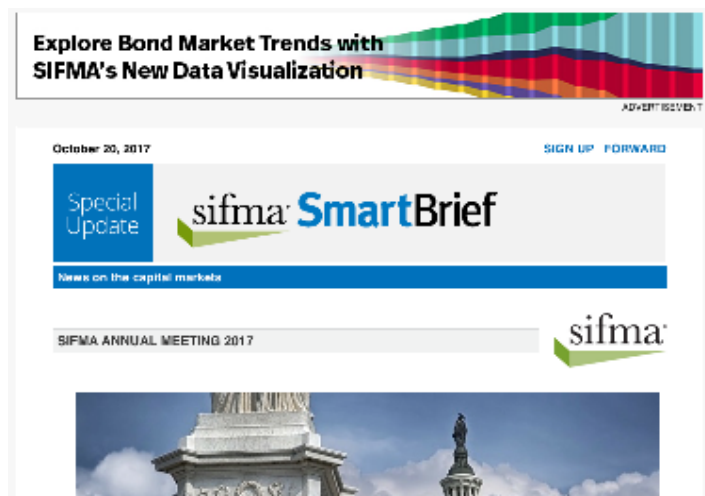 Explore Bond Market Trends with
SIFMA's New Data Visualization
ADVERTISEMENT
October 20, 2017
SIGN UP FORWARD
Special
Update
sifma SmartBrief
News on the capital markets
sifma
SIFMA ANNUAL MEETING 2017